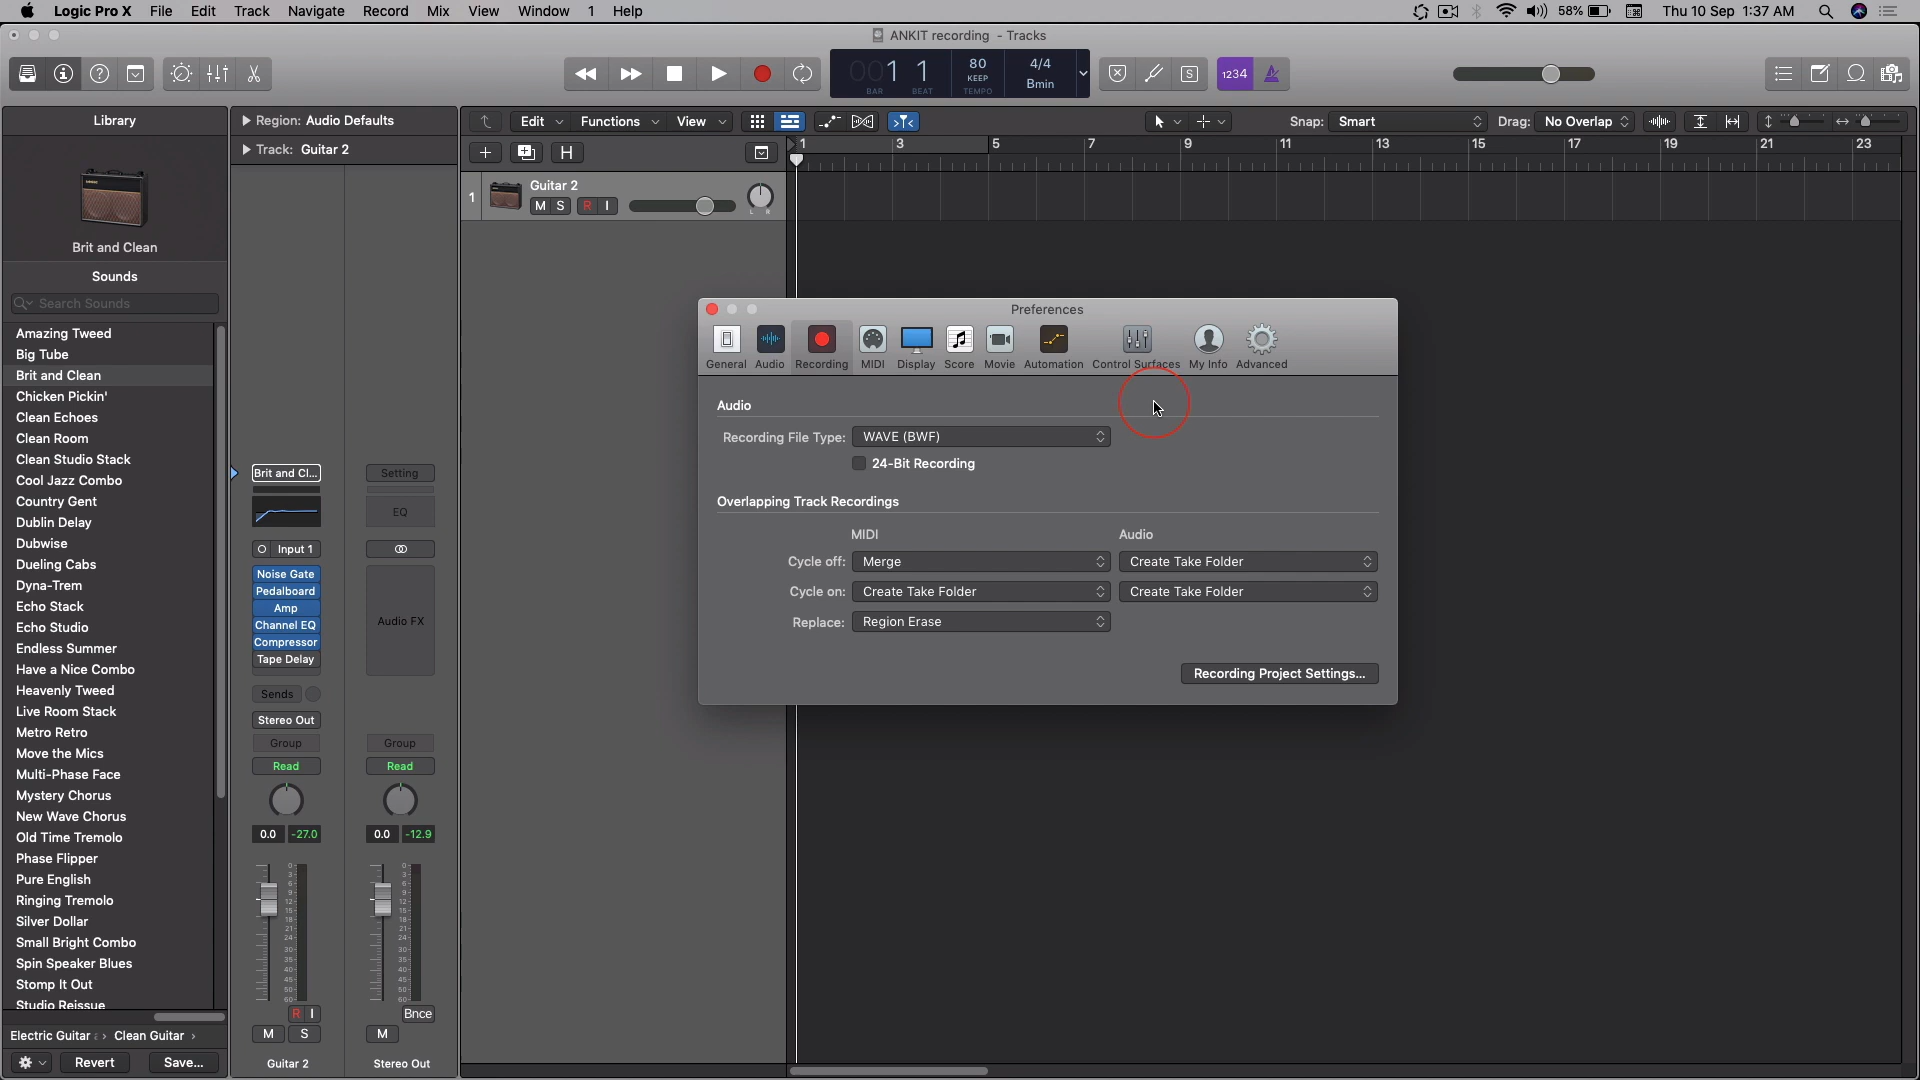 Logic Pro X File Edit Track Navigate Record Mix View Window 1 Help
58% Thu 10 Sep 1:37 AM
ANKIT recording - Tracks
001 1
BAR BEAT
80
KEEP
TEMPO
4/4
Bmin
S
1234
Library
Brit and Clean
Sounds
Search Sounds
Amazing Tweed
Big Tube
Brit and Clean
Chicken Pickin'
Clean Echoes
Clean Room
Clean Studio Stack
Cool Jazz Combo
Country Gent
Dublin Delay
Dubwise
Dueling Cabs
Dyna-Trem
Echo Stack
Echo Studio
Endless Summer
Have a Nice Combo
Heavenly Tweed
Live Room Stack
Metro Retro
Move the Mics
Multi-Phase Face
Mystery Chorus
New Wave Chorus
Old Time Tremolo
Phase Flipper
Pure English
Ringing Tremolo
Silver Dollar
Small Bright Combo
Spin Speaker Blues
Stomp It Out
Studio Reissue
Electric Guitar Clean Guitar
Revert Save...
Region: Audio Defaults
Track: Guitar 2
Brit and Cl...
Input 1
Noise Gate
Pedalboard
Amp
Channel EQ
Compressor
Tape Delay
Sends
Stereo Out
Group
Read
0.0 -27.0
R I
M S
Guitar 2
Setting
EQ
Audio FX
Group
Read
0.0 -12.9
Bnce
M
Stereo Out
Edit Functions View
Snap: Smart Drag: No Overlap
H
1 3 5 7 9 11 13 15 17 19 21 23
1 Guitar 2
M S R I
L R
Preferences
General Audio Recording MIDI Display Score Movie Automation Control Surfaces My Info Advanced
Audio
Recording File Type: WAVE (BWF)
24-Bit Recording
Overlapping Track Recordings
MIDI Audio
Cycle off: Merge Create Take Folder
Cycle on: Create Take Folder Create Take Folder
Replace: Region Erase
Recording Project Settings...